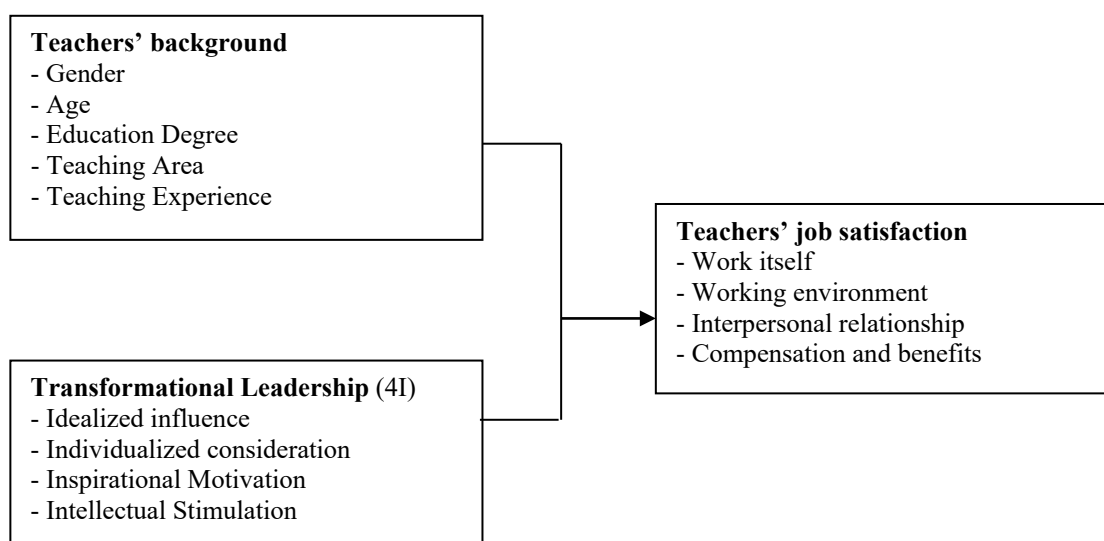 Teachers’ background
- Gender
- Age
- Education Degree
- Teaching Area
- Teaching Experience
Teachers’ job satisfaction
- Work itself
- Working environment
- Interpersonal relationship
- Compensation and benefits
Transformational Leadership (4I)
- Idealized influence
- Individualized consideration
- Inspirational Motivation
- Intellectual Stimulation